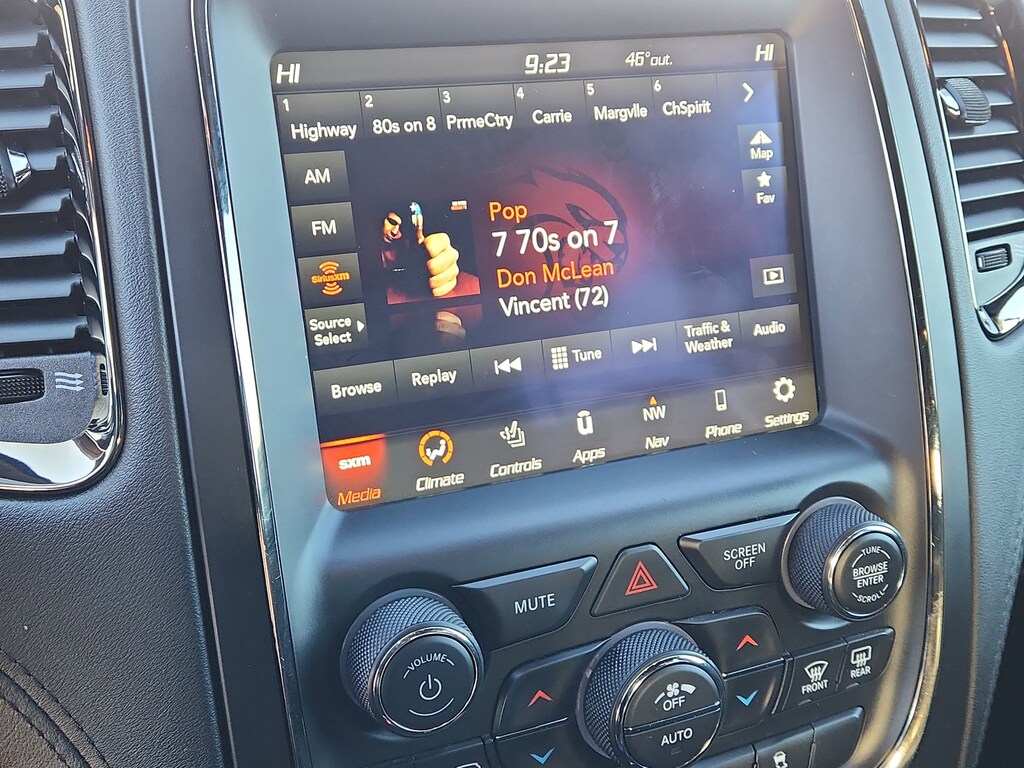 HI 9:23 46°out. HI
1 Highway 2 80s on 8 3 PrmeCtry 4 Carrie 5 Margvlle 6 ChSpirit
Map
AM
Fav
FM
Pop
7 70s on 7
SiriusXM
Don McLean
Vincent (72)
Source
Select
Browse Replay Tune Traffic &
Weather Audio
sxm
Media Climate Controls Apps NW
Nav Phone Settings
MUTE
SCREEN
OFF
TUNE
BROWSE
ENTER
SCROLL
VOLUME
OFF
AUTO
FRONT
REAR